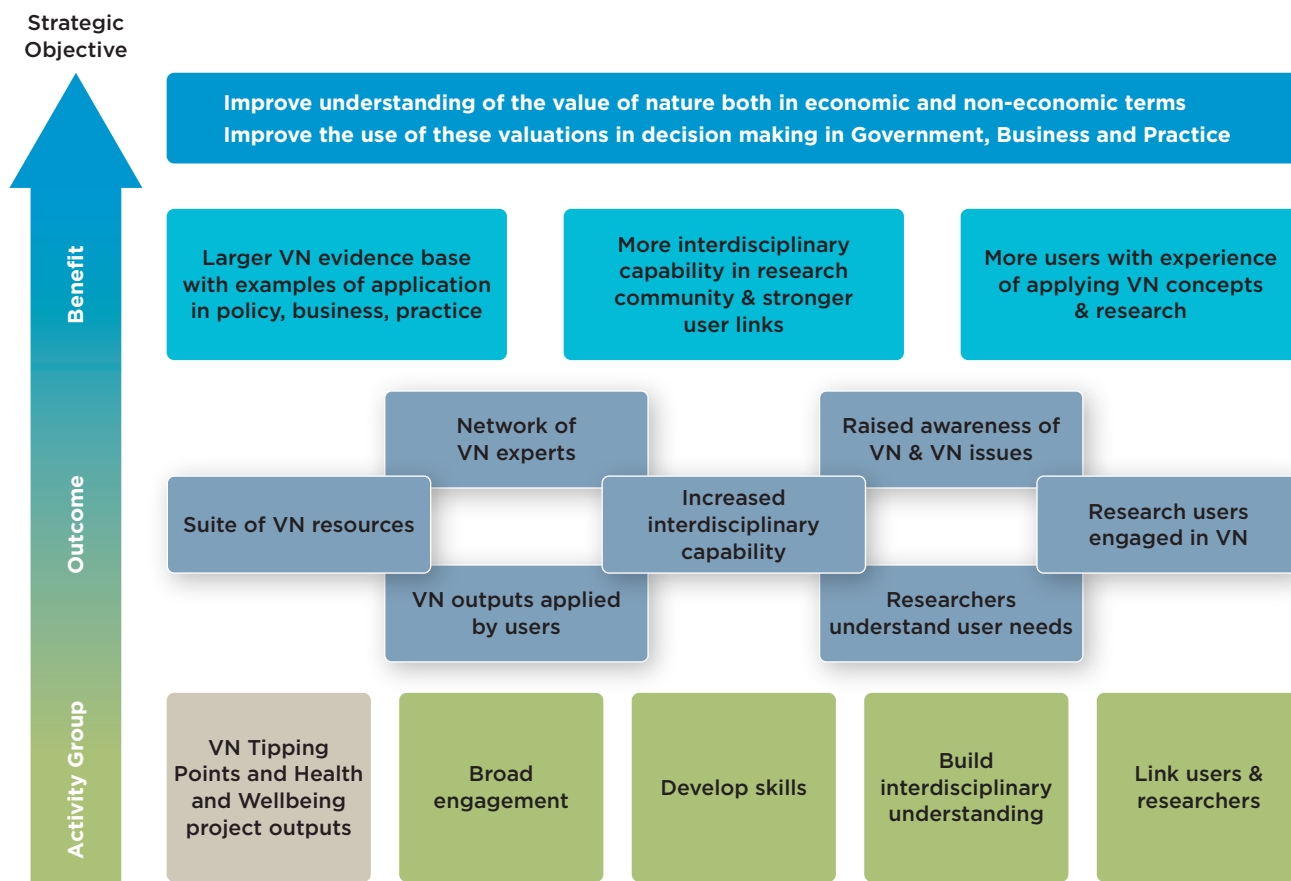 Strategic
Objective
Improve understanding of the value of nature both in economic and non-economic terms
Improve the use of these valuations in decision making in Government, Business and Practice
Benefit
Larger VN evidence base
with examples of application
in policy, business, practice
More interdisciplinary
capability in research
community & stronger
user links
More users with experience
of applying VN concepts
& research
Outcome
Network of
VN experts
Raised awareness of
VN & VN issues
Suite of VN resources
Increased
interdisciplinary
capability
Research users
engaged in VN
VN outputs applied
by users
Researchers
understand user needs
Activity Group
VN Tipping
Points and Health
and Wellbeing
project outputs
Broad
engagement
Develop skills
Build
interdisciplinary
understanding
Link users &
researchers